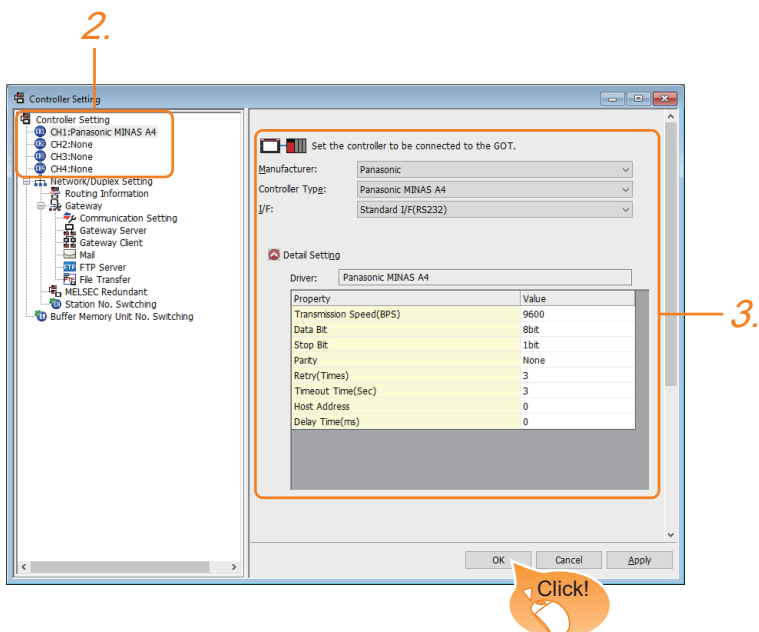 2.
Controller Setting
Controller Setting
CH1:Panasonic MINAS A4
CH2:None
CH3:None
CH4:None
Network/Duplex Setting
Routing Information
Gateway
Communication Setting
Gateway Server
Gateway Client
Mail
FTP Server
File Transfer
MELSEC Redundant
Station No. Switching
Buffer Memory Unit No. Switching
Set the controller to be connected to the GOT.
Manufacturer: Panasonic
Controller Type: Panasonic MINAS A4
I/F: Standard I/F(RS232)
Detail Setting
Driver: Panasonic MINAS A4
Property Value
Transmission Speed(BPS) 9600
Data Bit 8bit
Stop Bit 1bit
Parity None
Retry(Times) 3
Timeout Time(Sec) 3
Host Address 0
Delay Time(ms) 0
3.
OK Cancel Apply
Click!